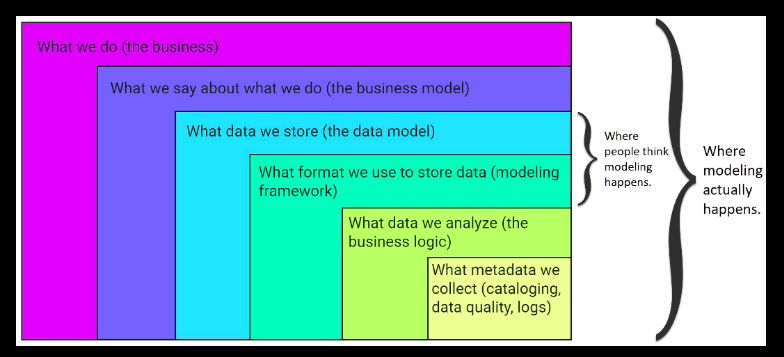 What we do (the business)
What we say about what we do (the business model)
What data we store (the data model)
What format we use to store data (modeling
framework)
What data we analyze (the
business logic)
What metadata we
collect (cataloging,
data quality, logs)
Where
people think
modeling
happens.
Where
modeling
actually
happens.